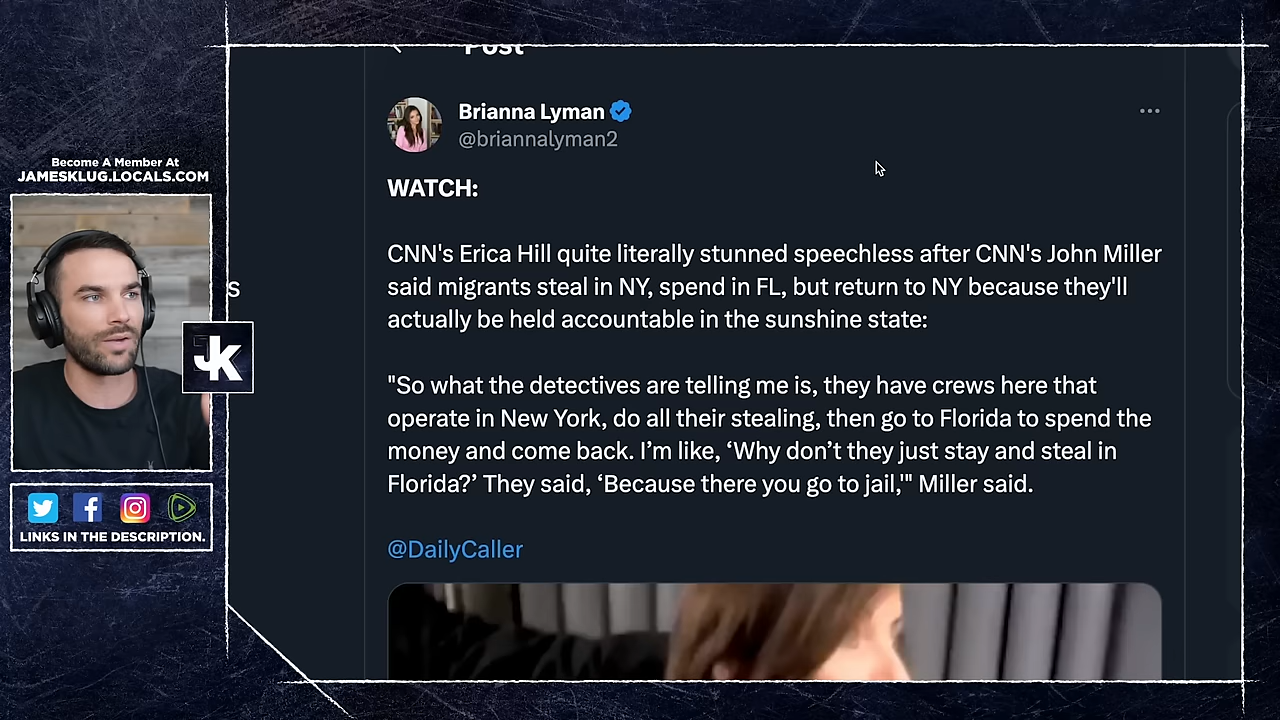 Post
Brianna Lyman
@briannalyman2
WATCH:
CNN's Erica Hill quite literally stunned speechless after CNN's John Miller
said migrants steal in NY, spend in FL, but return to NY because they'll
actually be held accountable in the sunshine state:
"So what the detectives are telling me is, they have crews here that
operate in New York, do all their stealing, then go to Florida to spend the
money and come back. I’m like, ‘Why don’t they just stay and steal in
Florida?’ They said, ‘Because there you go to jail,'" Miller said.
@DailyCaller
Become A Member At
JAMESKLUG.LOCALS.COM
s
JK
LINKS IN THE DESCRIPTION.